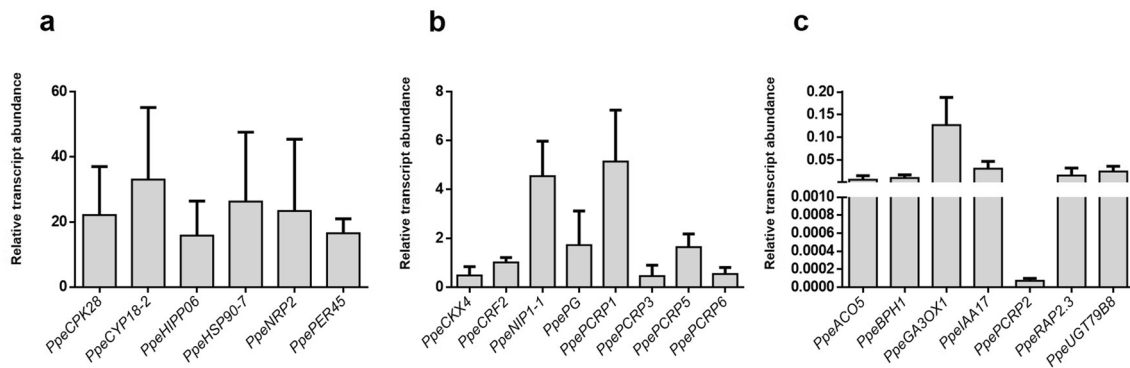 a
Relative transcript abundance
60
40
20
0
PpeCPK28
PpeCYP18-2
PpeHIPP06
PpeHSP90-7
PpeNRP2
PpePER45
b
Relative transcript abundance
8
6
4
2
0
PpeCKX4
PpeCRF2
PpeNIP1-1
PpePG
PpePCRP1
PpePCRP3
PpePCRP5
PpePCRP6
c
Relative transcript abundance
0.20
0.15
0.10
0.05
0.0010
0.0008
0.0006
0.0004
0.0002
0.0000
PpeACO5
PpeBPH1
PpeGA3OX1
PpeIAA17
PpePCRP2
PpeRAP2.3
PpeUGT79B8